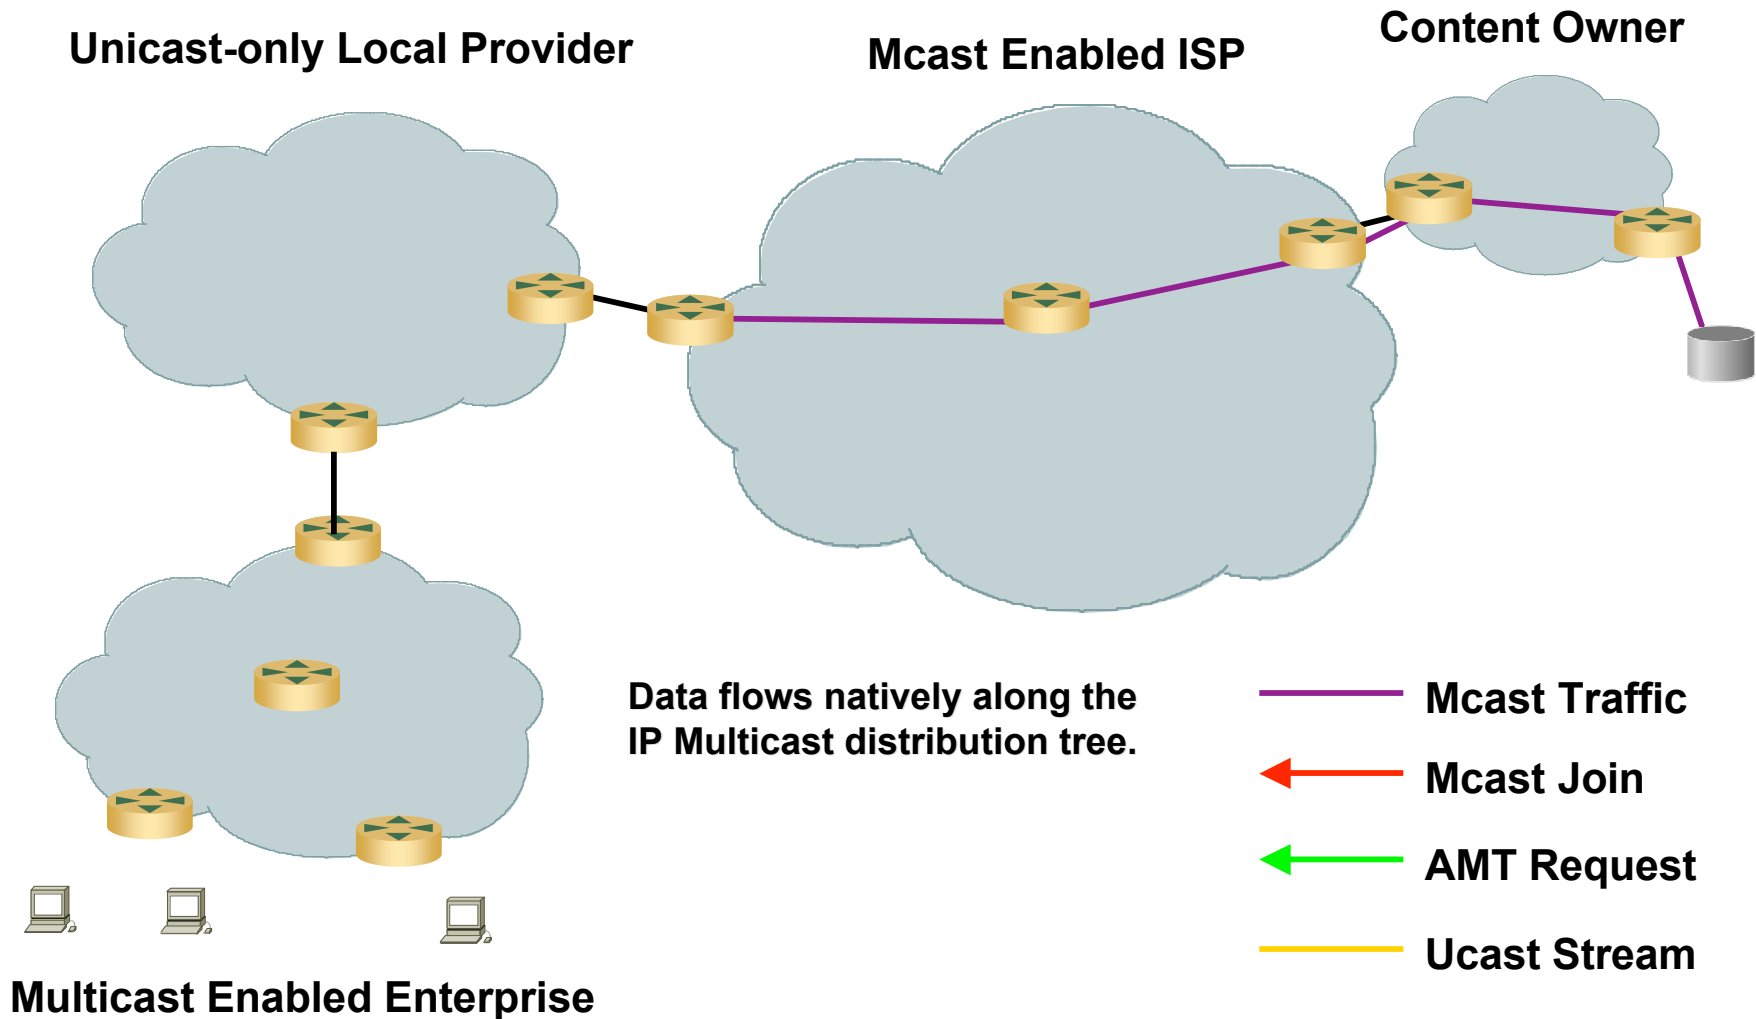 Unicast-only Local Provider
Mcast Enabled ISP
Content Owner
Data flows natively along the
IP Multicast distribution tree.
Mcast Traffic
Mcast Join
AMT Request
Ucast Stream
Multicast Enabled Enterprise